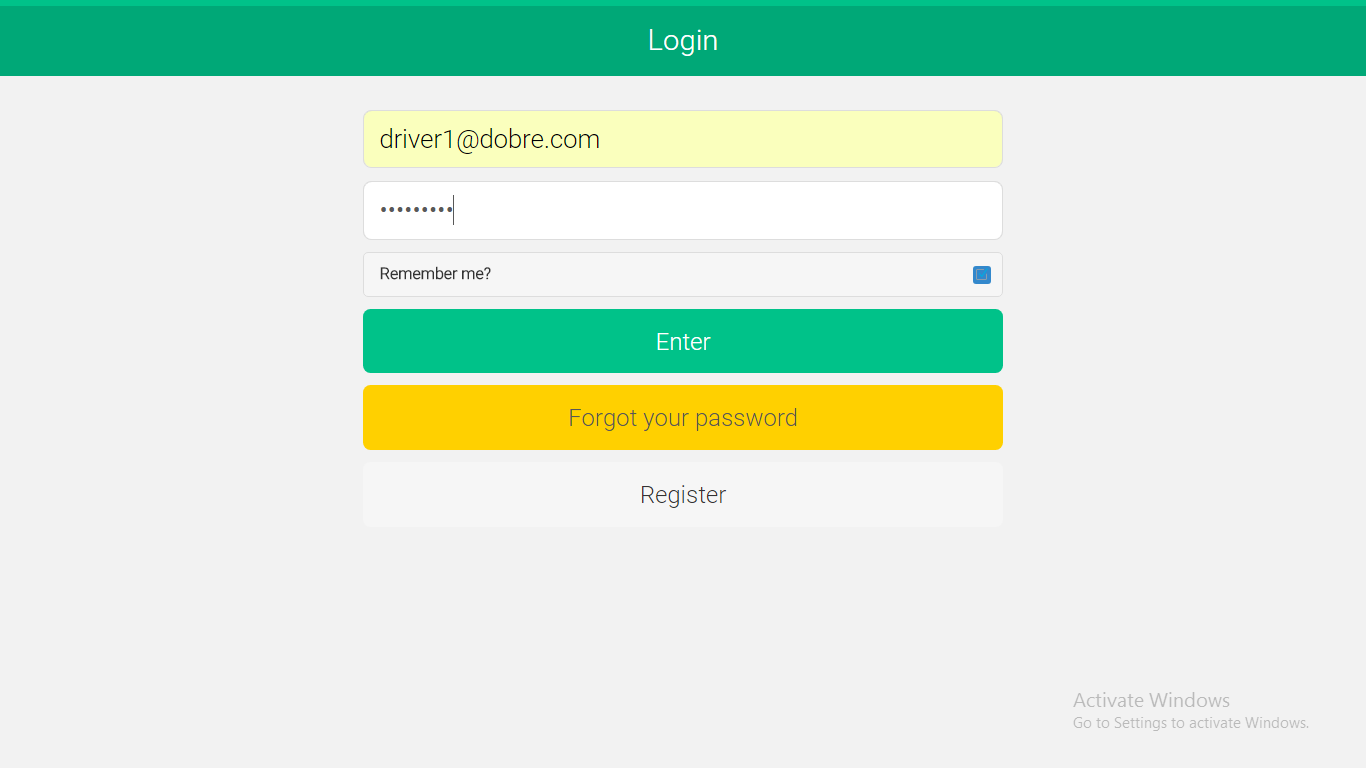 Login
driver1@dobre.com
•••••••••
Remember me?
Enter
Forgot your password
Register
Activate Windows
Go to Settings to activate Windows.